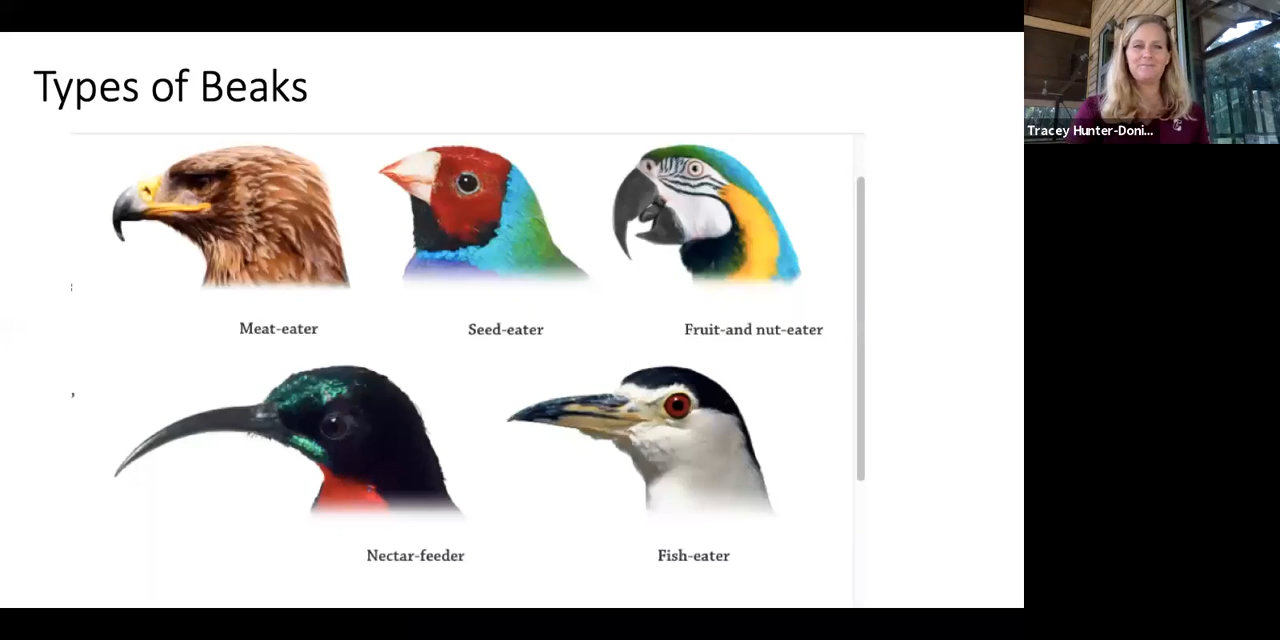 Types of Beaks
Tracey Hunter-Doni...
Meat-eater
Seed-eater
Fruit-and nut-eater
Nectar-feeder
Fish-eater